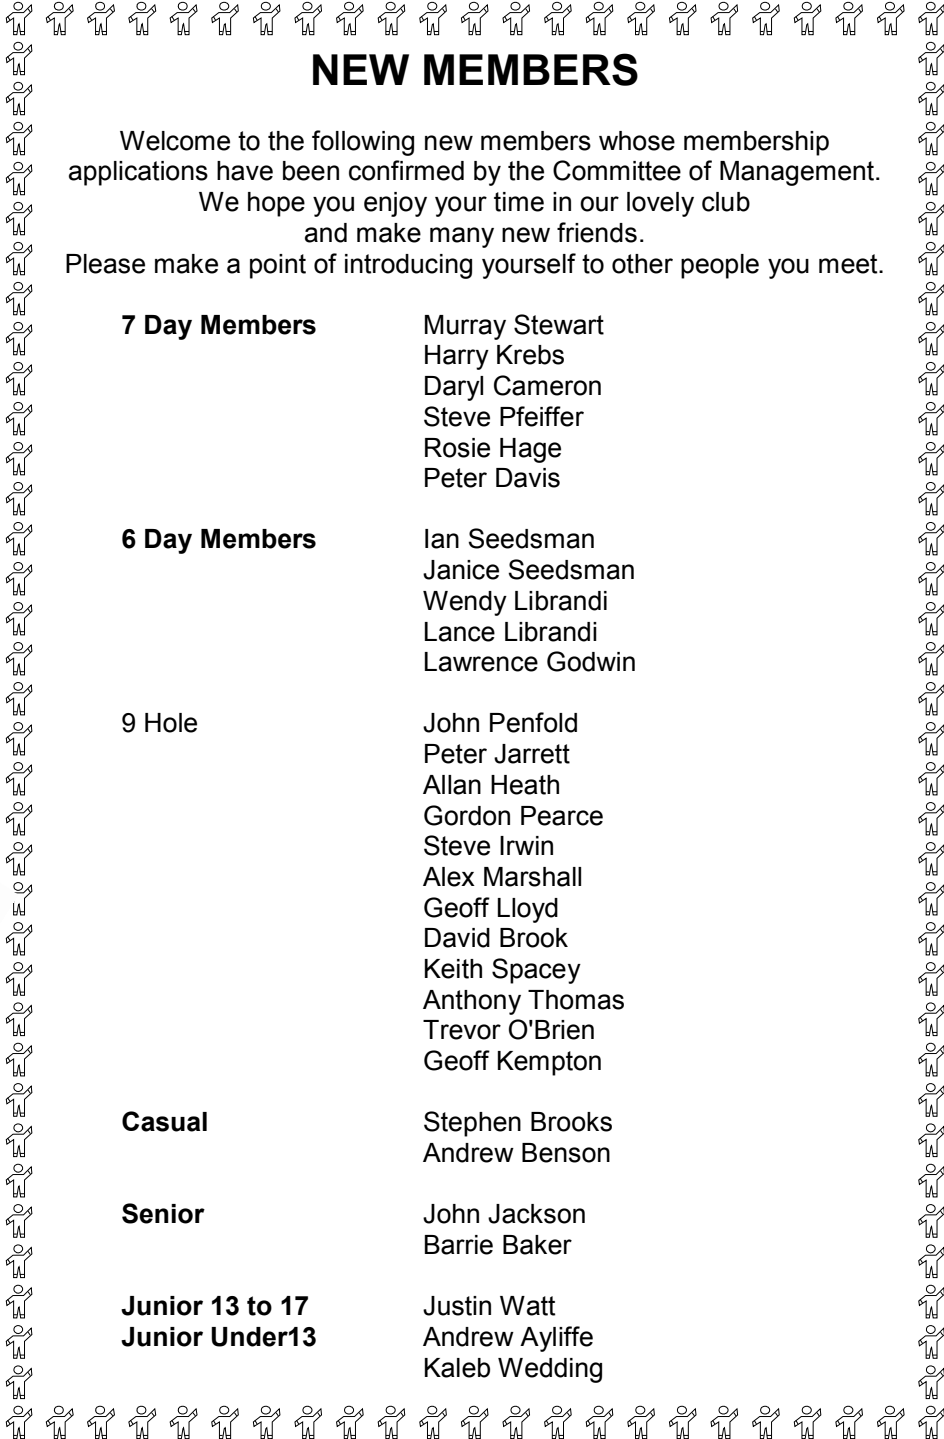 NEW MEMBERS
Welcome to the following new members whose membership
applications have been confirmed by the Committee of Management.
We hope you enjoy your time in our lovely club
and make many new friends.
Please make a point of introducing yourself to other people you meet.
7 Day Members Murray Stewart
Harry Krebs
Daryl Cameron
Steve Pfeiffer
Rosie Hage
Peter Davis
6 Day Members Ian Seedsman
Janice Seedsman
Wendy Librandi
Lance Librandi
Lawrence Godwin
9 Hole John Penfold
Peter Jarrett
Allan Heath
Gordon Pearce
Steve Irwin
Alex Marshall
Geoff Lloyd
David Brook
Keith Spacey
Anthony Thomas
Trevor O'Brien
Geoff Kempton
Casual Stephen Brooks
Andrew Benson
Senior John Jackson
Barrie Baker
Junior 13 to 17 Justin Watt
Junior Under13 Andrew Ayliffe
Kaleb Wedding